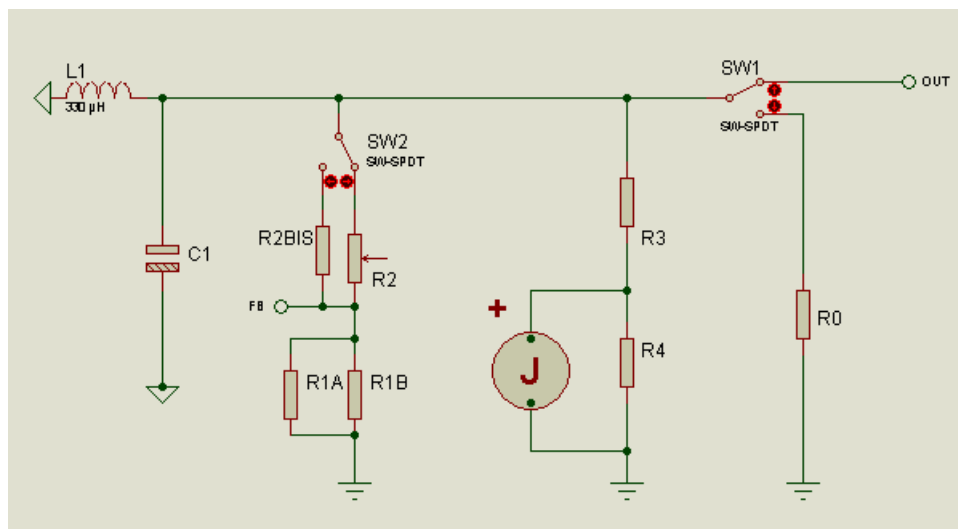 L1
330 µH
C1
SW2
SW-SPDT
R2BIS
R2
FB
R1A
R1B
R3
+
J
R4
SW1
SW-SPDT
OUT
R0